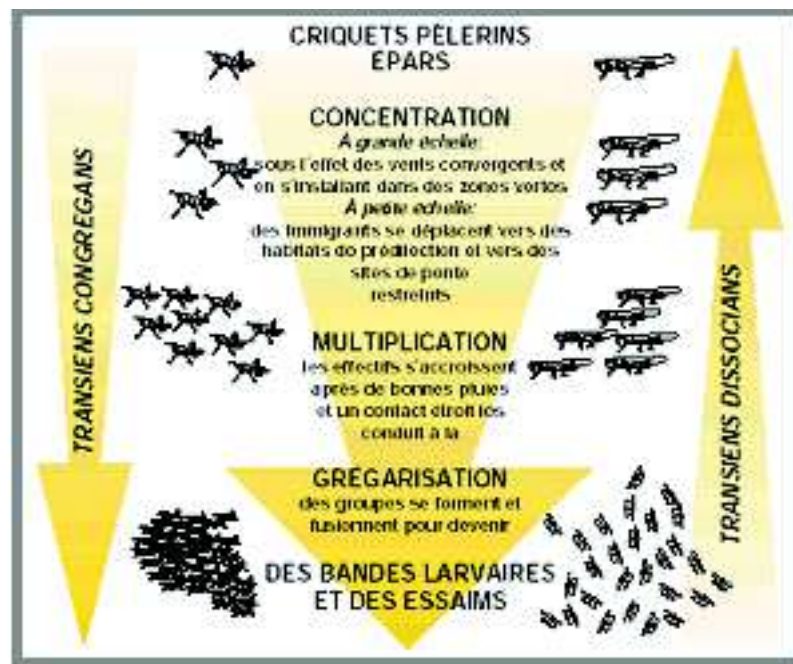 CRIQUETS PÈLERINS
EPARS
CONCENTRATION
A grande échelle:
sous l'effet des vents convergents et
en s'installant dans des zones vertes
A petite échelle:
des immigrants se déplacent vers des
habitats de prédilection et vers des
sites de ponte
restreints
MULTIPLICATION
les effectifs s'accroissent
après de bonnes pluies
et un contact étroit les
conduit à la
GRÉGARISATION
des groupes se forment et
fusionnent pour devenir
DES BANDES LARVAIRES
ET DES ESSAIMS
TRANSIENS CONGREGANS
TRANSIENS DISSOCIANS